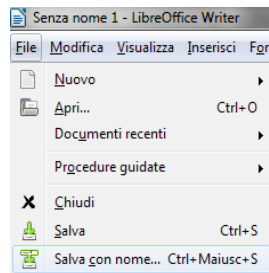 Senza nome 1 - LibreOffice Writer
File Modifica Visualizza Inserisci For
Nuovo
Apri... Ctrl+O
Documenti recenti
Procedure guidate
Chiudi
Salva Ctrl+S
Salva con nome... Ctrl+Maiusc+S